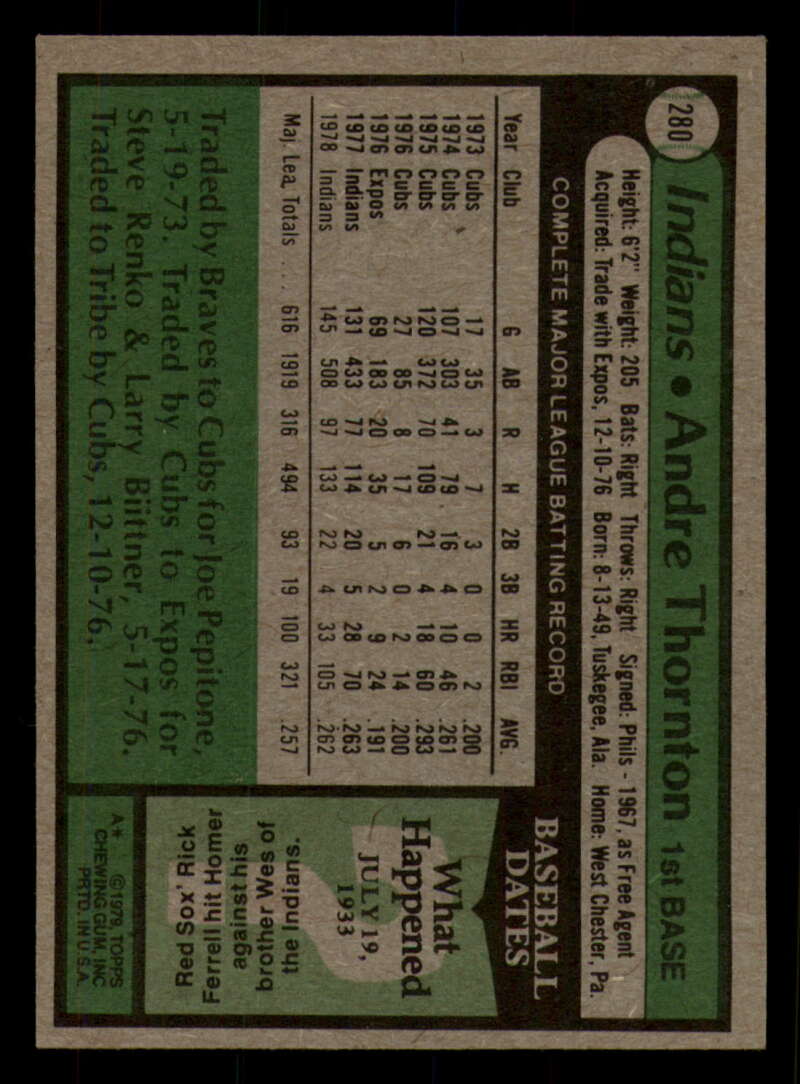 280
Indians • Andre Thornton 1st BASE
Height: 6'2" Weight: 205 Bats: Right Throws: Right Signed: Phils - 1967, as Free Agent
Acquired: Trade with Expos, 12-10-76 Born: 8-13-49, Tuskegee, Ala. Home: West Chester, Pa.
COMPLETE MAJOR LEAGUE BATTING RECORD
Year Club G AB R H 2B 3B HR RBI AVG.
1973 Cubs 17 35 3 7 3 0 0 2 .200
1974 Cubs 107 303 41 79 16 4 10 46 .261
1975 Cubs 120 372 70 109 21 4 18 60 .293
1976 Cubs 27 85 8 17 6 0 2 14 .200
1976 Expos 69 183 20 35 5 2 9 24 .191
1977 Indians 131 433 77 114 20 5 28 70 .263
1978 Indians 145 508 97 133 22 4 33 105 .262
Maj. Lea. Totals .... 616 1919 316 494 93 19 100 321 .257
Traded by Braves to Cubs for Joe Pepitone,
5-19-73. Traded by Cubs to Expos for
Steve Renko & Larry Biittner, 5-17-76.
Traded to Tribe by Cubs, 12-10-76.
BASEBALL
DATES
What
Happened
JULY 19,
1933
Red Sox' Rick
Ferrell hit Homer
against his
brother Wes of
the Indians.
A* ©1979, TOPPS
CHEWING GUM, INC
PRTD. IN U.S.A.